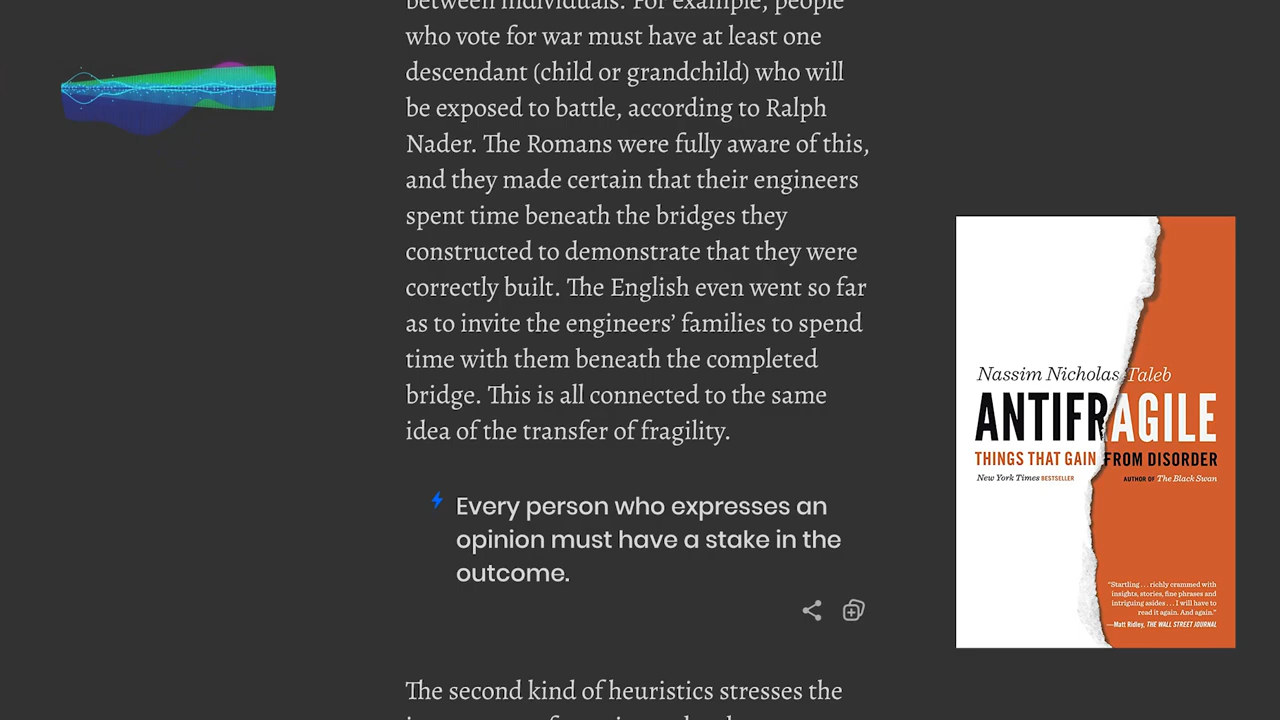 between individuals. For example, people
who vote for war must have at least one
descendant (child or grandchild) who will
be exposed to battle, according to Ralph
Nader. The Romans were fully aware of this,
and they made certain that their engineers
spent time beneath the bridges they
constructed to demonstrate that they were
correctly built. The English even went so far
as to invite the engineers’ families to spend
time with them beneath the completed
bridge. This is all connected to the same
idea of the transfer of fragility.
Every person who expresses an
opinion must have a stake in the
outcome.
The second kind of heuristics stresses the
Nassim Nicholas Taleb
ANTIFRAGILE
THINGS THAT GAIN FROM DISORDER
New York Times BESTSELLER
AUTHOR OF The Black Swan
“Startling . . . richly crammed with
insights, stories, fine phrases and
intriguing asides . . . I will have to
read it again. And again.”
—Matt Ridley, THE WALL STREET JOURNAL